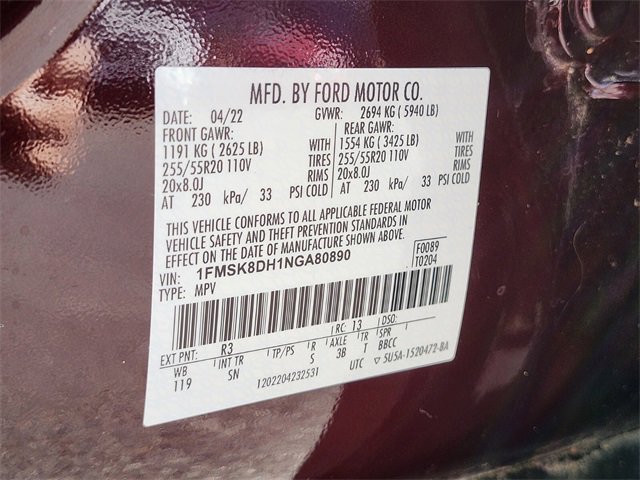 MFD. BY FORD MOTOR CO.
DATE: 04/22 GVWR: 2694 KG ( 5940 LB)
FRONT GAWR: REAR GAWR:
1191 KG ( 2625 LB) WITH 1554 KG ( 3425 LB) WITH
255/55R20 110V TIRES 255/55R20 110V TIRES
20x8.0J RIMS 20x8.0J RIMS
AT 230 kPa/ 33 PSI COLD AT 230 kPa/ 33 PSI COLD
THIS VEHICLE CONFORMS TO ALL APPLICABLE FEDERAL MOTOR
VEHICLE SAFETY AND THEFT PREVENTION STANDARDS IN
EFFECT ON THE DATE OF MANUFACTURE SHOWN ABOVE.
VIN: 1FMSK8DH1NGA80890 F0089
TYPE: MPV T0204
EXT PNT: R3 RC: 13 DSO:
WB INT TR TP/PS R AXLE TR SPR
119 SN S 3B T BBCC
1202204232531 UTC 5U5A-1520472-BA